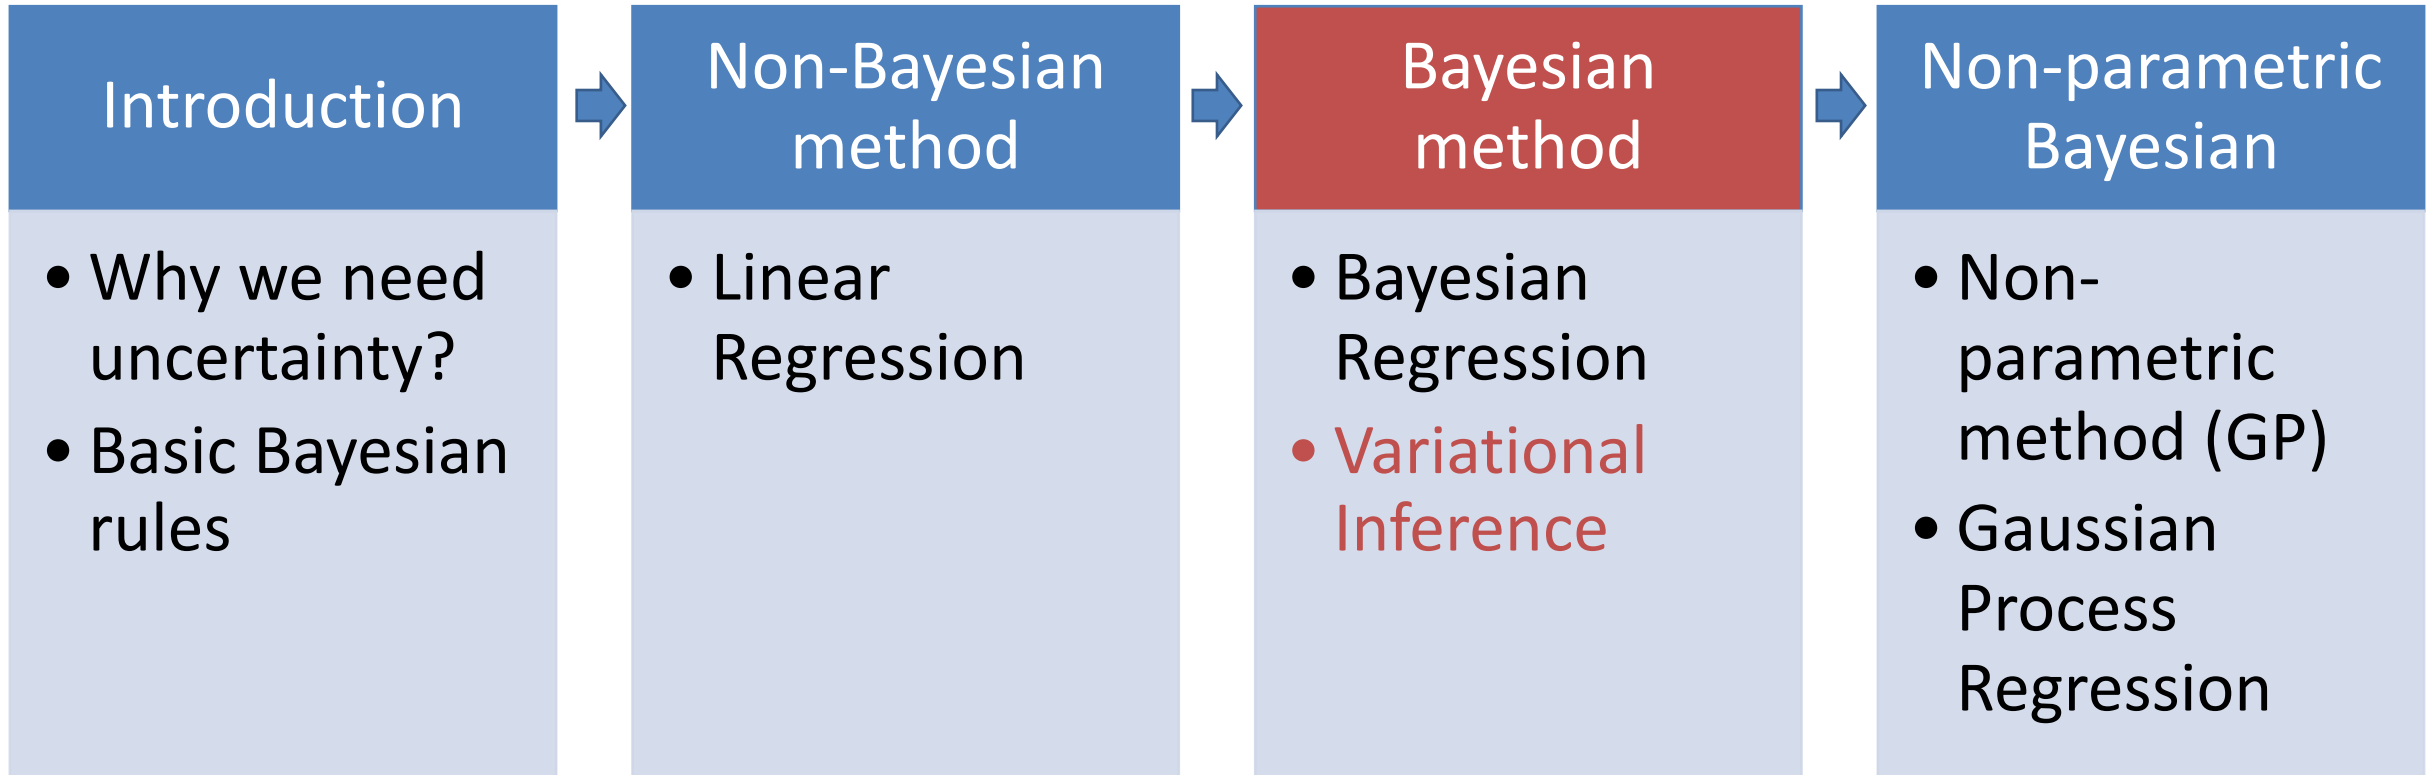 Introduction
• Why we need
uncertainty?
• Basic Bayesian
rules
Non-Bayesian
method
• Linear
Regression
Bayesian
method
• Bayesian
Regression
• Variational
Inference
Non-parametric
Bayesian
• Non-
parametric
method (GP)
• Gaussian
Process
Regression